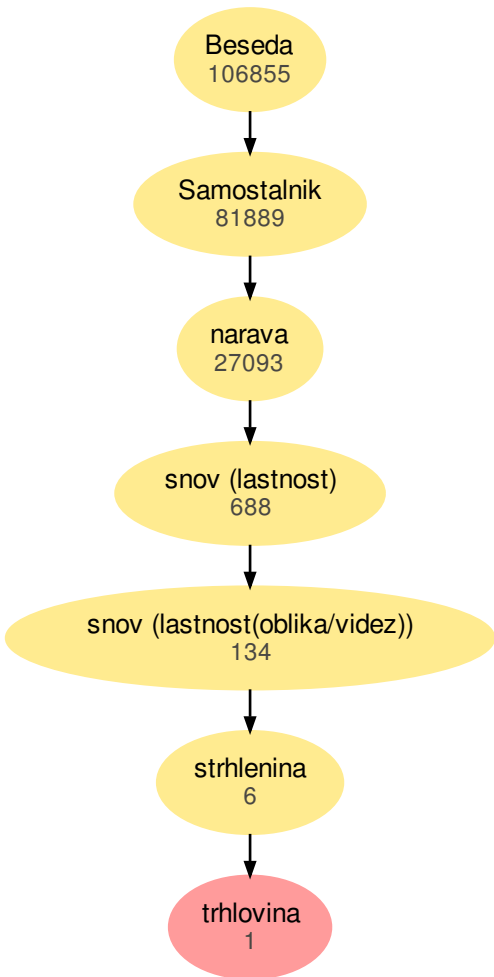 Beseda
106855
Samostalnik
81889
narava
27093
snov (lastnost)
688
snov (lastnost(oblika/videz))
134
strhlenina
6
trhlovina
1